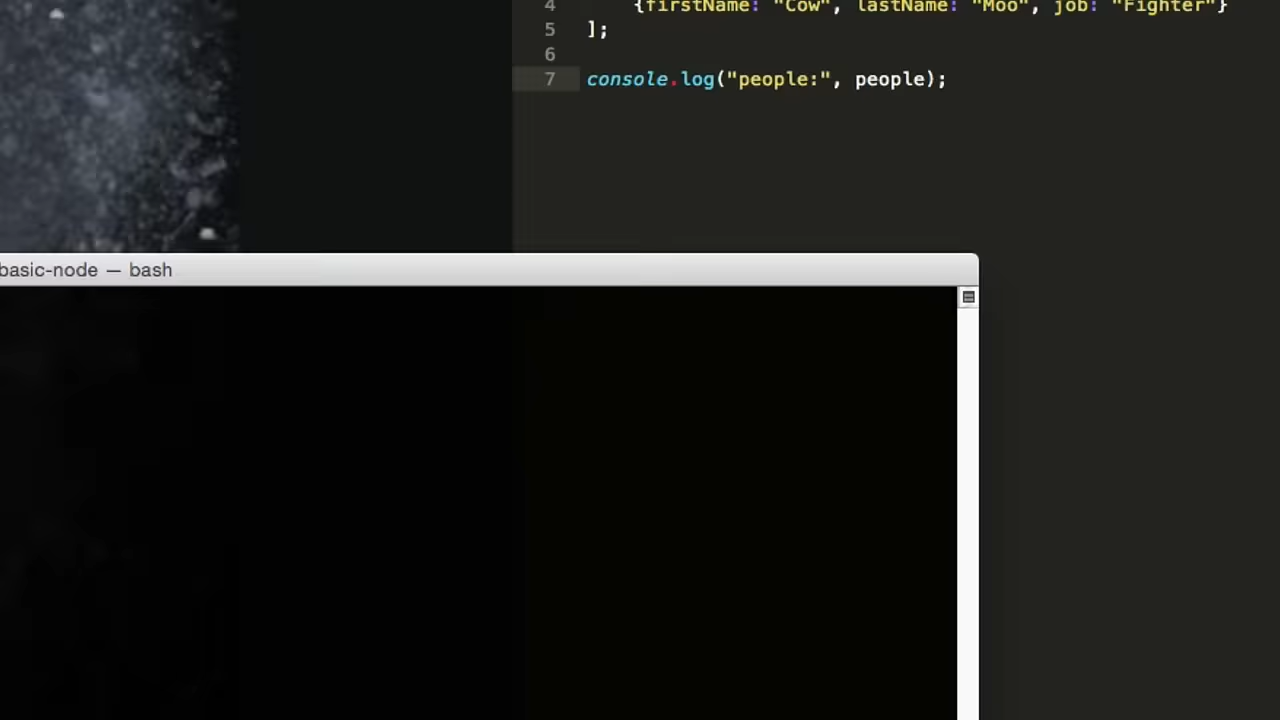 4 {firstName: "Cow", lastName: "Moo", job: "Fighter"}
5 ];
6
7 console.log("people:", people);
basic-node — bash